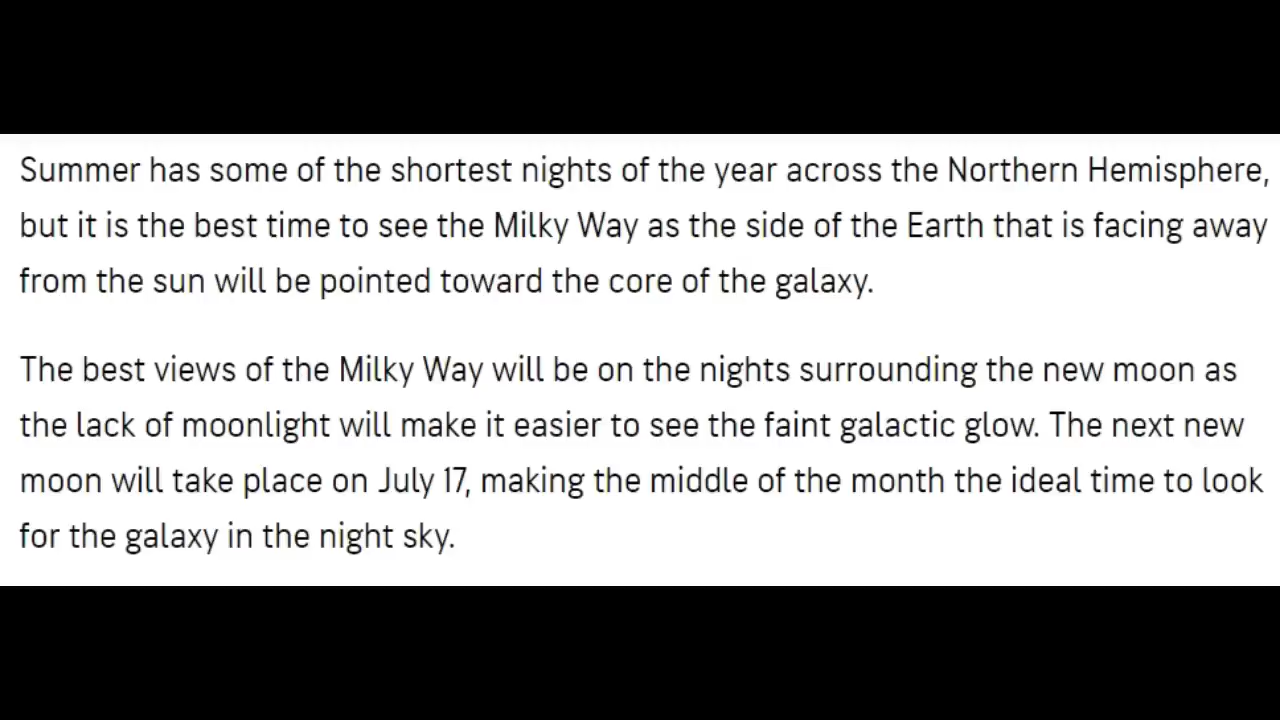 Summer has some of the shortest nights of the year across the Northern Hemisphere,
but it is the best time to see the Milky Way as the side of the Earth that is facing away
from the sun will be pointed toward the core of the galaxy.
The best views of the Milky Way will be on the nights surrounding the new moon as
the lack of moonlight will make it easier to see the faint galactic glow. The next new
moon will take place on July 17, making the middle of the month the ideal time to look
for the galaxy in the night sky.